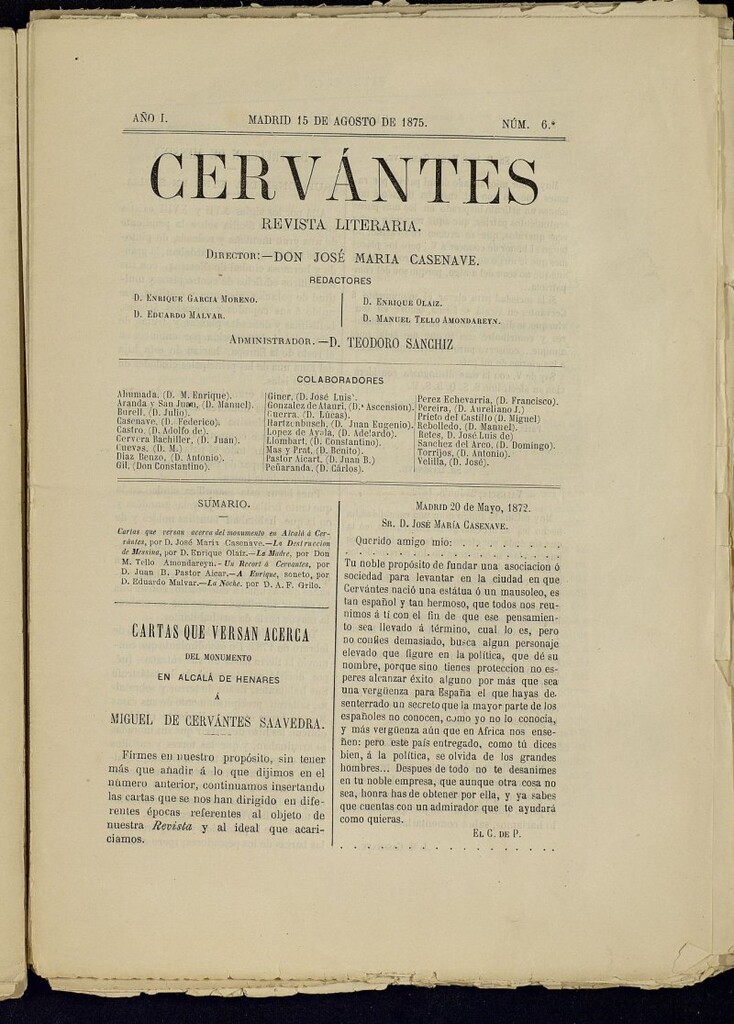 AÑO I. MADRID 15 DE AGOSTO DE 1875. NÚM. 6.º
CERVÁNTES
REVISTA LITERARIA.
DIRECTOR:—DON JOSÉ MARIA CASENAVE.
REDACTORES
D. ENRIQUE GARCIA MORENO.
D. EDUARDO MALVAR.
D. ENRIQUE OLAIZ.
D. MANUEL TELLO AMONDAREYN.
ADMINISTRADOR.—D. TEODORO SANCHIZ
COLABORADORES
Ahumada, (D. M. Enrique).
Aranda y San Juan, (D. Manuel).
Burell, (D. Julio).
Casenave, (D. Federico).
Castro, (D. Adolfo de).
Cervera Bachiller, (D. Juan).
Cuevas, (D. M.)
Diaz Benzo, (D. Antonio).
Gil, (Don Constantino).
Giner, (D. José Luis).
Gonzalez de Atauri, (D.ª Ascension).
Guerra, (D. Lúcas).
Hartzenbusch, (D. Juan Eugenio).
Lopez de Ayala, (D. Adelardo).
Llombart, (D. Constantino).
Mas y Prat, (D. Benito).
Pastor Aicart, (D. Juan B.)
Peñaranda, (D. Cárlos).
Perez Echevarria, (D. Francisco).
Pereira, (D. Aureliano J.)
Prieto del Castillo (D. Miguel)
Rebolledo, (D. Manuel).
Retes, (D. José Luis de)
Sanchez del Arco, (D. Domingo).
Torrijos, (D. Antonio).
Velilla, (D. José).
SUMARIO.
Cartas que versan acerca del monumento en Alcalá á Cer-
vántes, por D. José María Casenave.—La Destruccion
de Messina, por D. Enrique Olaiz.—La Madre, por Don
M. Tello Amondareyn.—Un Recort á Cervantes, por
D. Juan B. Pastor Aicar.—A Enrique, soneto, por
D. Eduardo Malvar.—La Noche. por D. A. F. Grilo.
CARTAS QUE VERSAN ACERCA
DEL MONUMENTO
EN ALCALÁ DE HENARES
Á
MIGUEL DE CERVÁNTES SAAVEDRA.
Firmes en nuestro propósito, sin tener
más que añadir á lo que dijimos en el
número anterior, continuamos insertando
las cartas que se nos han dirigido en dife-
rentes épocas referentes al objeto de
nuestra Revista y al ideal que acari-
ciamos.
MADRID 20 de Mayo, 1872.
SR. D. JOSÉ MARÍA CASENAVE.
Querido amigo mio: . . . . . . . .
. . . . . . . . . . . . . . .
Tu noble propósito de fundar una asociacion ó
sociedad para levantar en la ciudad en que
Cervántes nació una estátua ó un mausoleo, es
tan español y tan hermoso, que todos nos reu-
nimos á tí con el fin de que ese pensamiento
sea llevado á término, cual lo es, pero
no confies demasiado, busca algun personaje
elevado que figure en la política, que dé su
nombre, porque sino tienes proteccion no es-
peres alcanzar éxito alguno por más que sea
una vergüenza para España el que hayas de-
senterrado un secreto que la mayor parte de los
españoles no conocen, como yo no lo conocia,
y más vergüenza aún que en Africa nos ense-
ñen: pero este país entregado, como tú dices
bien, á la política, se olvida de los grandes
hombres... Despues de todo no te desanimes
en tu noble empresa, que aunque otra cosa no
sea, honra has de obtener por ella, y ya sabes
que cuentas con un admirador que te ayudará
como quieras.
EL C. DE P.
. . . . . . . . . . . . . . .